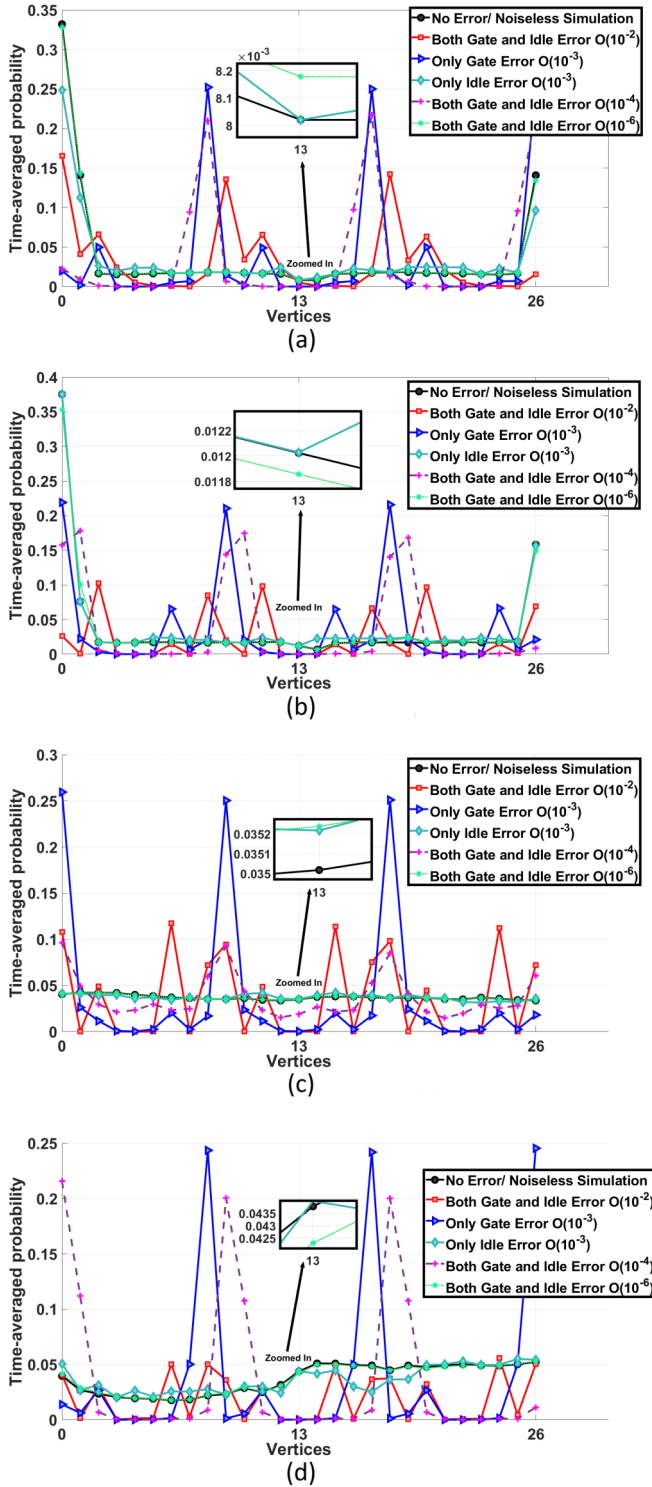 0.35
0.3
0.25
0.2
0.15
0.1
0.05
0
Time-averaged probability
No Error/ Noiseless Simulation
Both Gate and Idle Error O(10-2)
Only Gate Error O(10-3)
Only Idle Error O(10-3)
Both Gate and Idle Error O(10-4)
Both Gate and Idle Error O(10-6)
×10-3
8.2
8.1
8
13
Zoomed In
0
13
26
Vertices
(a)
0.4
0.35
0.3
0.25
0.2
0.15
0.1
0.05
0
Time-averaged probability
No Error/ Noiseless Simulation
Both Gate and Idle Error O(10-2)
Only Gate Error O(10-3)
Only Idle Error O(10-3)
Both Gate and Idle Error O(10-4)
Both Gate and Idle Error O(10-6)
0.0122
0.012
0.0118
13
Zoomed In
0
13
26
Vertices
(b)
0.3
0.25
0.2
0.15
0.1
0.05
0
Time-averaged probability
No Error/ Noiseless Simulation
Both Gate and Idle Error O(10-2)
Only Gate Error O(10-3)
Only Idle Error O(10-3)
Both Gate and Idle Error O(10-4)
Both Gate and Idle Error O(10-6)
0.0352
0.0351
0.035
13
Zoomed In
0
13
26
Vertices
(c)
0.25
0.2
0.15
0.1
0.05
0
Time-averaged probability
No Error/ Noiseless Simulation
Both Gate and Idle Error O(10-2)
Only Gate Error O(10-3)
Only Idle Error O(10-3)
Both Gate and Idle Error O(10-4)
Both Gate and Idle Error O(10-6)
0.0435
0.043
0.0425
13
Zoomed In
0
13
26
Vertices
(d)